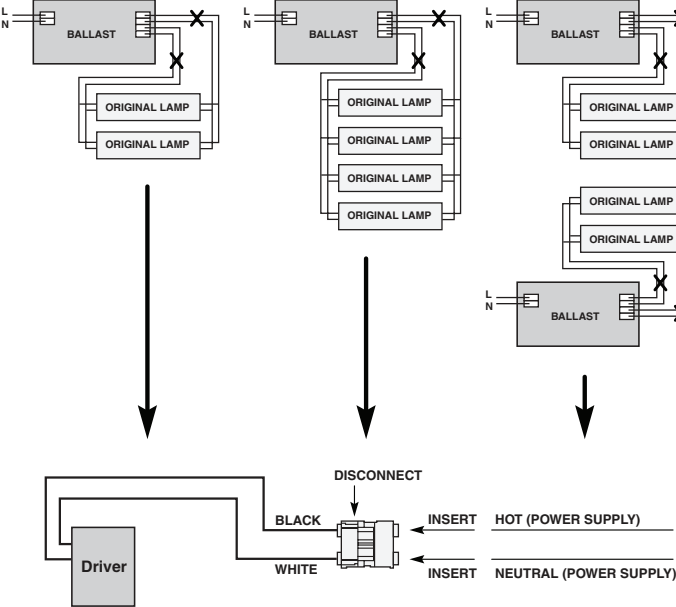 L
N
BALLAST
ORIGINAL LAMP
ORIGINAL LAMP
L
N
BALLAST
ORIGINAL LAMP
ORIGINAL LAMP
ORIGINAL LAMP
ORIGINAL LAMP
L
N
BALLAST
ORIGINAL LAMP
ORIGINAL LAMP
ORIGINAL LAMP
ORIGINAL LAMP
L
N
BALLAST
DISCONNECT
BLACK
INSERT HOT (POWER SUPPLY)
Driver
WHITE
INSERT NEUTRAL (POWER SUPPLY)